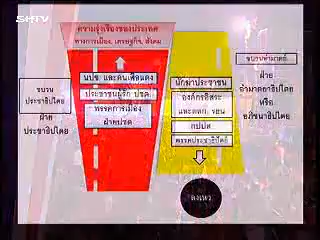 SHTV
ความรุ่งเรืองของประเทศ
ทางการเมือง, เศรษฐกิจ, สังคม
ขบวน
ประชาธิปไตย
ฝ่าย
ประชาธิปไตย
นปช และคนเสื้อแดง
ประชาชนผู้รัก ปชต
พรรคการเมือง
ฝ่ายปชต
นักฆ่าประชาชน
องค์กรอิสระ
และตลก. รธน
กปปส
พรรคประชาธิปัตย์
ลงเหว
ขบวนอำมาตย์
ฝ่าย
อำมาตยาธิปไตย
หรือ
อภิชนาธิปไตย